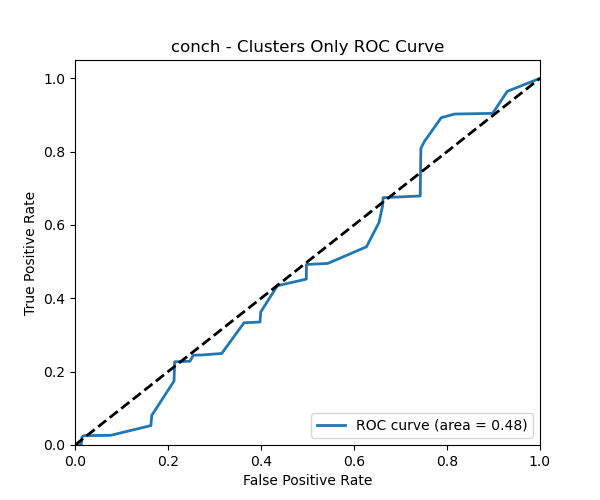 conch - Clusters Only ROC Curve
True Positive Rate
1.0
0.8
0.6
0.4
0.2
0.0
ROC curve (area = 0.48)
0.0 0.2 0.4 0.6 0.8 1.0
False Positive Rate